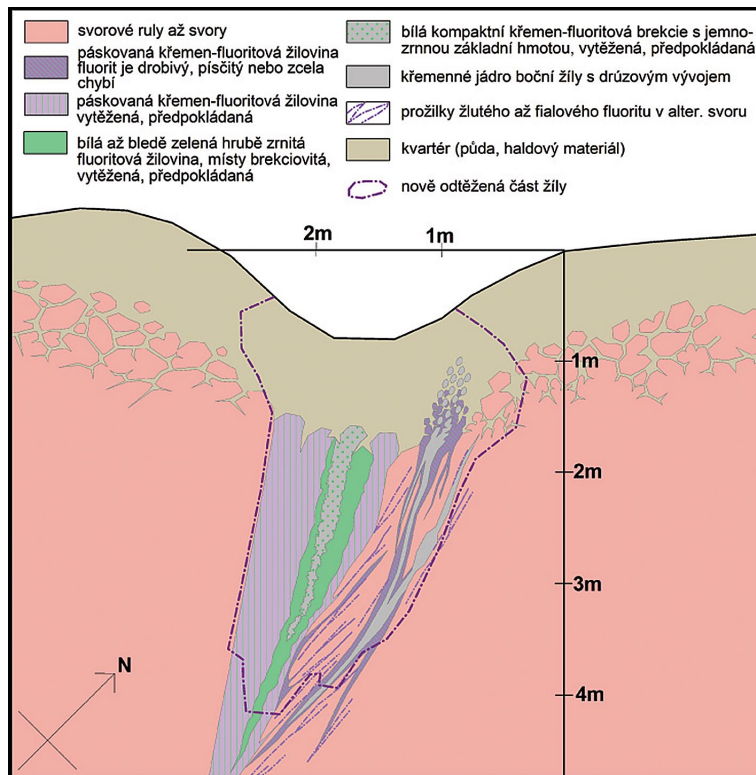 svorové ruly až svory
páskovaná křemen-fluoritová žilovina
fluorit je drobivý, písčitý nebo zcela
chybí
páskovaná křemen-fluoritová žilovina
vytěžená, předpokládaná
bílá až bledě zelená hrubě zrnitá
fluoritová žilovina, místy brekciovitá,
vytěžená, předpokládaná
bílá kompaktní křemen-fluoritová brekcie s jemno-
zrnnou základní hmotou, vytěžená, předpokládaná
křemenné jádro boční žíly s drúzovým vývojem
prožilky žlutého až fialového fluoritu v alter. svoru
kvartér (půda, haldový materiál)
nově odtěžená část žíly
2m
1m
1m
2m
3m
4m
N